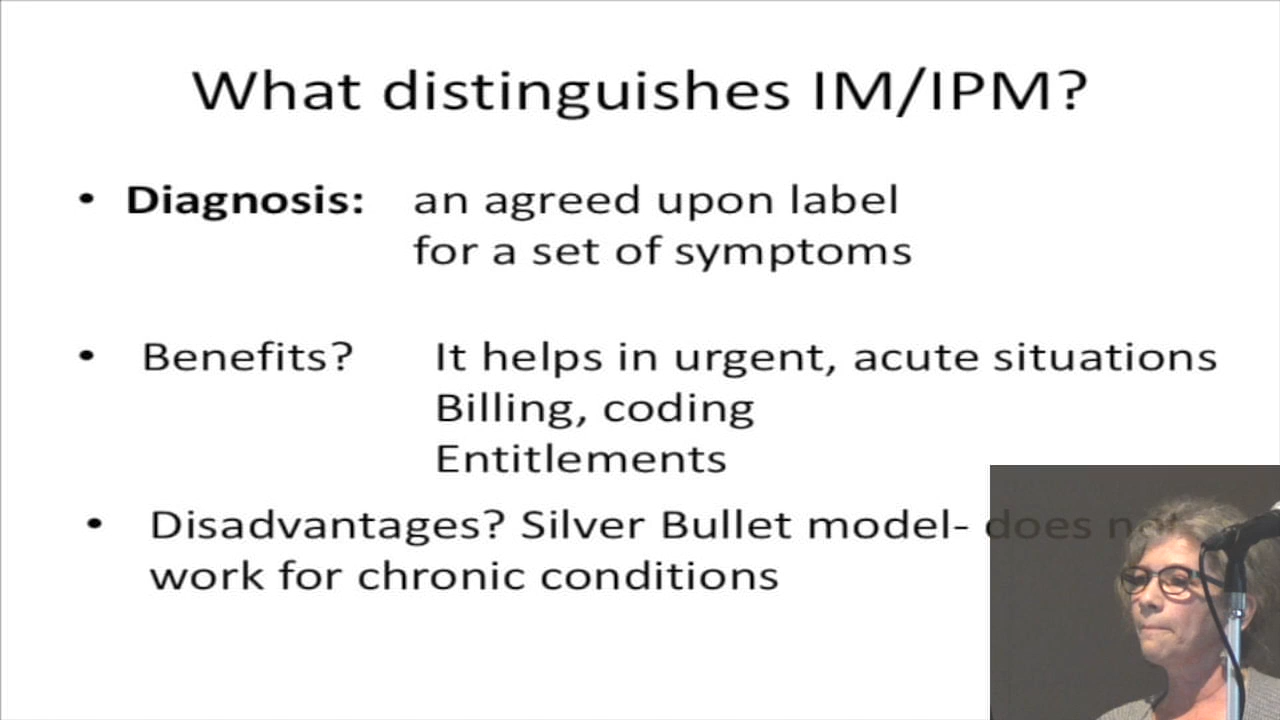 What distinguishes IM/IPM?
• Diagnosis: an agreed upon label
for a set of symptoms
• Benefits? It helps in urgent, acute situations
Billing, coding
Entitlements
• Disadvantages? Silver Bullet model- does not
work for chronic conditions